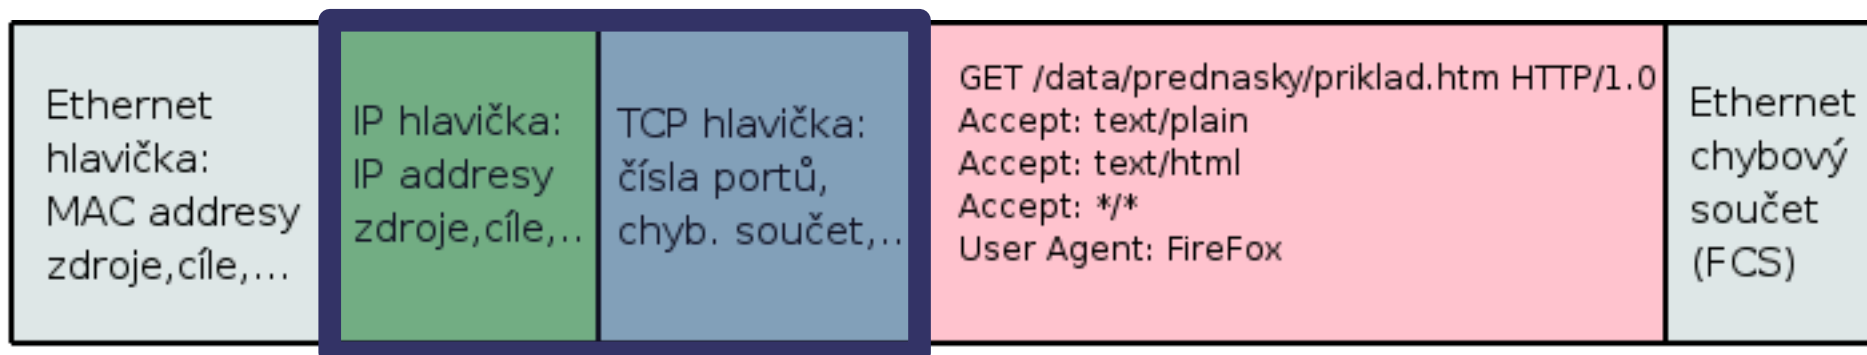 Ethernet
hlavička:
MAC addresy
zdroje,cíle,...
IP hlavička:
IP addresy
zdroje,cíle,..
TCP hlavička:
čísla portů,
chyb. součet,..
GET /data/prednasky/priklad.htm HTTP/1.0
Accept: text/plain
Accept: text/html
Accept: */*
User Agent: FireFox
Ethernet
chybový
součet
(FCS)